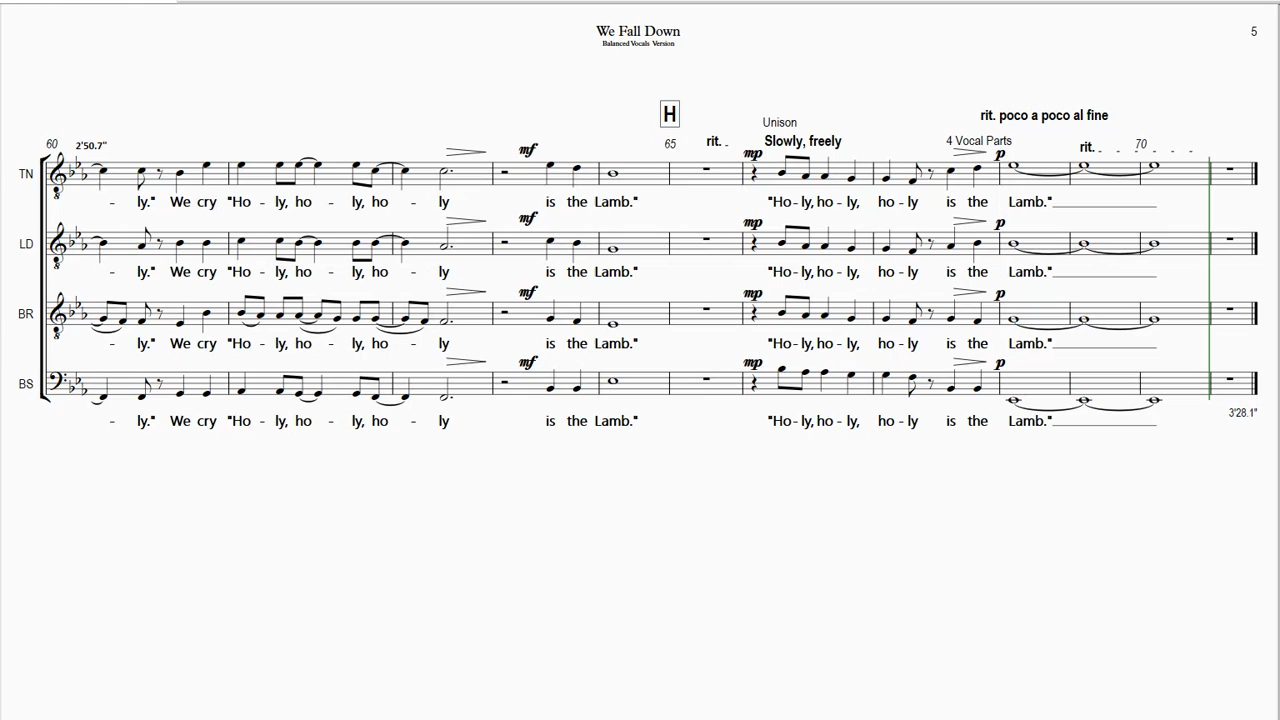 We Fall Down
5
Balanced Vocals Version
H
rit. poco a poco al fine
Unison
60
2'50.7"
65
rit. -
Slowly, freely
4 Vocal Parts
rit. - - - 70 - - -
mf
mp
p
TN
- ly." We cry "Ho - ly, ho - ly, ho - ly is the Lamb." "Ho - ly, ho - ly, ho - ly is the Lamb."
mf
mp
p
LD
- ly." We cry "Ho - ly, ho - ly, ho - ly is the Lamb." "Ho - ly, ho - ly, ho - ly is the Lamb."
mf
mp
p
BR
- ly." We cry "Ho - ly, ho - ly, ho - ly is the Lamb." "Ho - ly, ho - ly, ho - ly is the Lamb."
mf
mp
p
BS
3'28.1"
- ly." We cry "Ho - ly, ho - ly, ho - ly is the Lamb." "Ho - ly, ho - ly, ho - ly is the Lamb."